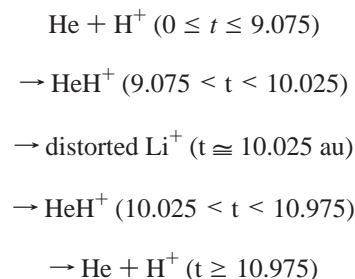 He + H⁺ (0 ≤ t ≤ 9.075)
→ HeH⁺ (9.075 < t < 10.025)
→ distorted Li⁺ (t ≅ 10.025 au)
→ HeH⁺ (10.025 < t < 10.975)
→ He + H⁺ (t ≥ 10.975)